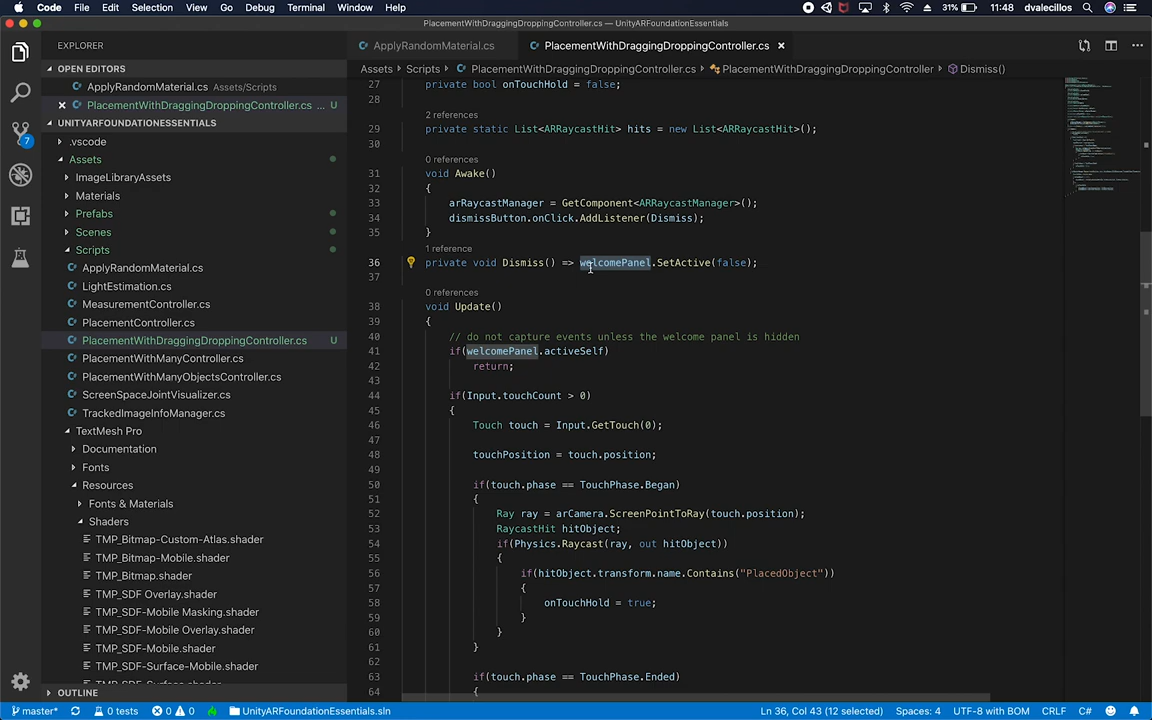 Code File Edit Selection View Go Debug Terminal Window Help 31% 11:48 dvalecillos
PlacementWithDraggingDroppingController.cs — UnityARFoundationEssentials
EXPLORER
ApplyRandomMaterial.cs PlacementWithDraggingDroppingController.cs
OPEN EDITORS
Assets Scripts PlacementWithDraggingDroppingController.cs PlacementWithDraggingDroppingController Dismiss()
ApplyRandomMaterial.cs Assets/Scripts
PlacementWithDraggingDroppingController.cs ... U
UNITYARFOUNDATIONESSENTIALS
.vscode
Assets
ImageLibraryAssets
Materials
Prefabs
Scenes
Scripts
ApplyRandomMaterial.cs
LightEstimation.cs
MeasurementController.cs
PlacementController.cs
PlacementWithDraggingDroppingController.cs U
PlacementWithManyController.cs
PlacementWithManyObjectsController.cs
ScreenSpaceJointVisualizer.cs
TrackedImageInfoManager.cs
TextMesh Pro
Documentation
Fonts
Resources
Fonts & Materials
Shaders
TMP_Bitmap-Custom-Atlas.shader
TMP_Bitmap-Mobile.shader
TMP_Bitmap.shader
TMP_SDF Overlay.shader
TMP_SDF-Mobile Masking.shader
TMP_SDF-Mobile Overlay.shader
TMP_SDF-Mobile.shader
TMP_SDF-Surface-Mobile.shader
TMP_SDF-Surface.shader
OUTLINE
7
27 private bool onTouchHold = false;
28
2 references
29 private static List<ARRaycastHit> hits = new List<ARRaycastHit>();
30
0 references
31 void Awake()
32 {
33 arRaycastManager = GetComponent<ARRaycastManager>();
34 dismissButton.onClick.AddListener(Dismiss);
35 }
1 reference
36 private void Dismiss() => welcomePanel.SetActive(false);
37
0 references
38 void Update()
39 {
40 // do not capture events unless the welcome panel is hidden
41 if(welcomePanel.activeSelf)
42 return;
43
44 if(Input.touchCount > 0)
45 {
46 Touch touch = Input.GetTouch(0);
47
48 touchPosition = touch.position;
49
50 if(touch.phase == TouchPhase.Began)
51 {
52 Ray ray = arCamera.ScreenPointToRay(touch.position);
53 RaycastHit hitObject;
54 if(Physics.Raycast(ray, out hitObject))
55 {
56 if(hitObject.transform.name.Contains("PlacedObject"))
57 {
58 onTouchHold = true;
59 }
60 }
61 }
62
63 if(touch.phase == TouchPhase.Ended)
64 {
master* 0 tests 0 0 UnityARFoundationEssentials.sln Ln 36, Col 43 (12 selected) Spaces: 4 UTF-8 with BOM CRLF C#